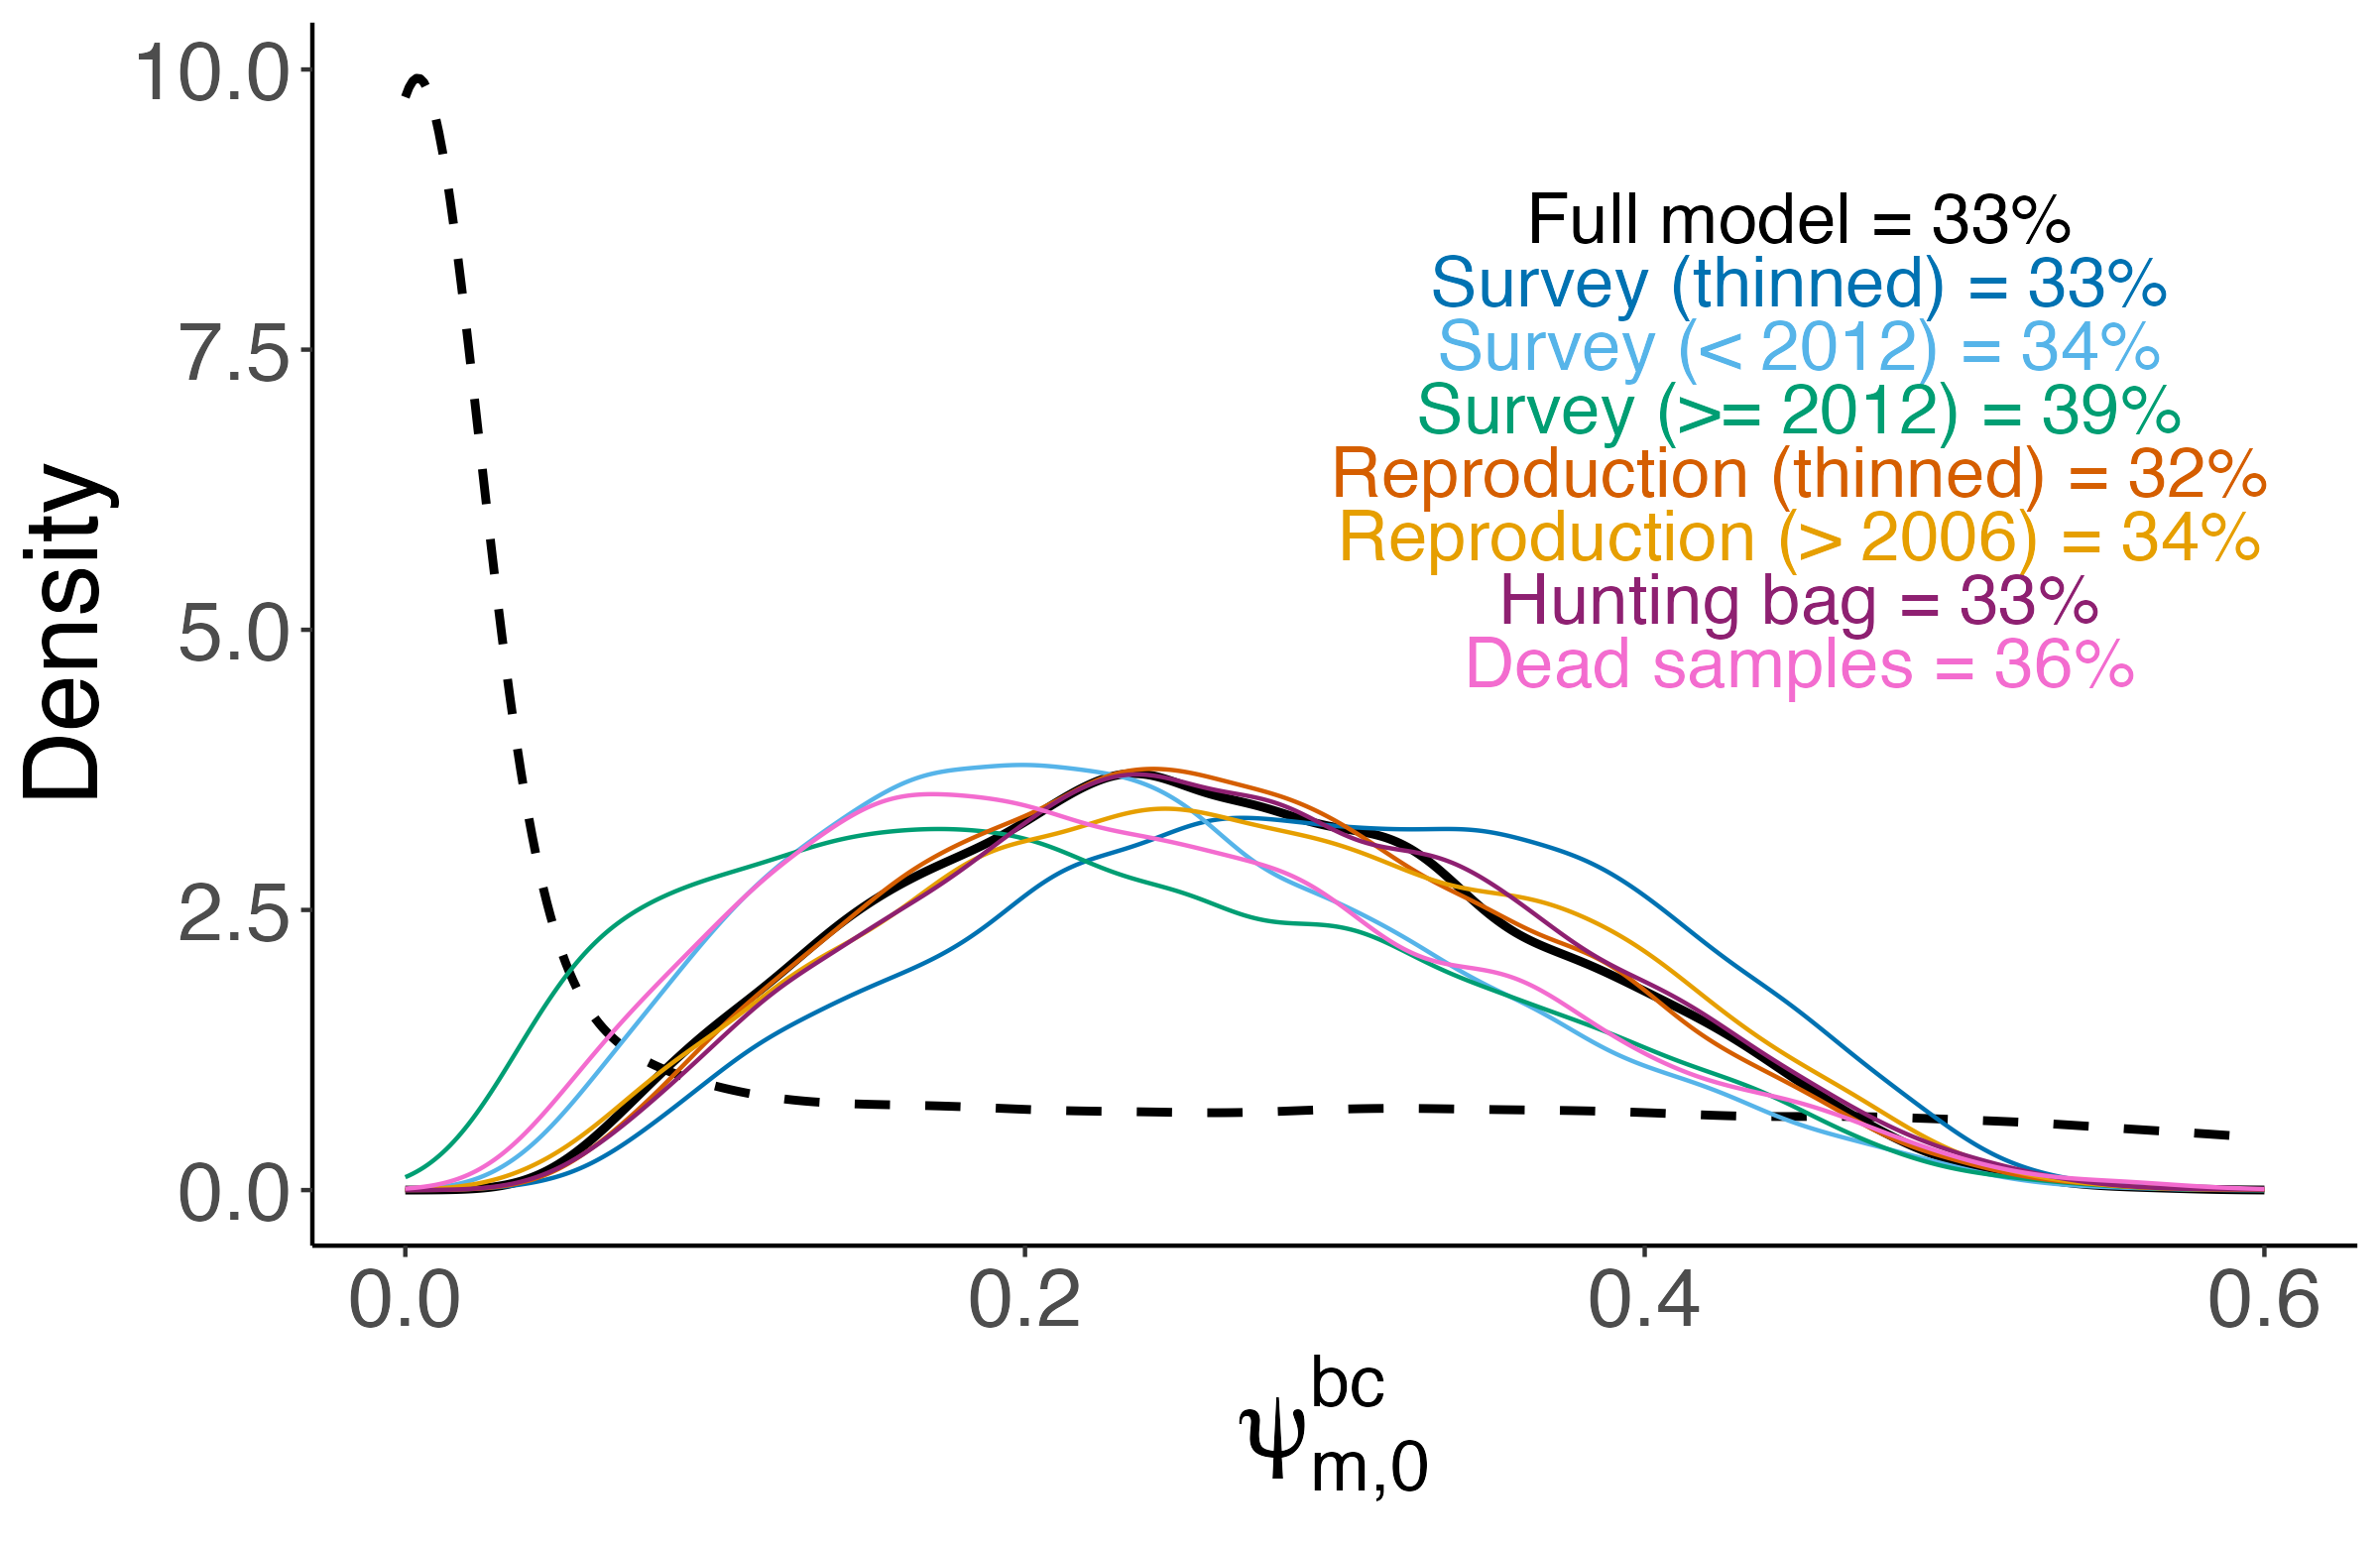 10.0
7.5
5.0
2.5
0.0
Density
Full model = 33%
Survey (thinned) = 33%
Survey (< 2012) = 34%
Survey (>= 2012) = 39%
Reproduction (thinned) = 32%
Reproduction (> 2006) = 34%
Hunting bag = 33%
Dead samples = 36%
0.0 0.2 0.4 0.6
ψ bc m,0